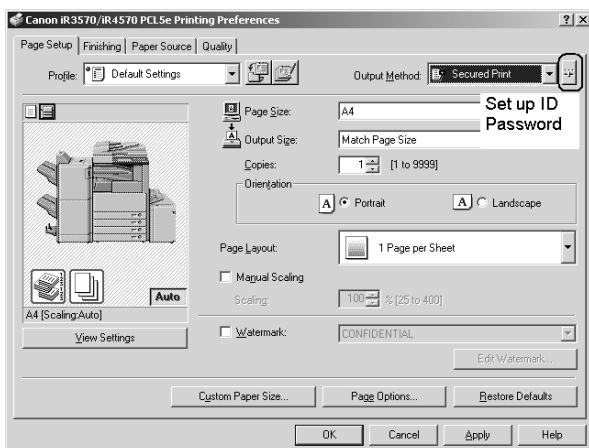 Canon iR3570/iR4570 PCL5e Printing Preferences
Page Setup Finishing Paper Source Quality
Profile: Default Settings Output Method: Secured Print
Set up ID
Password
Page Size: A4
Output Size: Match Page Size
Copies: 1 [1 to 9999]
Orientation
A Portrait A Landscape
Page Layout: 1 Page per Sheet
Manual Scaling
Scaling: 100 % [25 to 400]
Auto
A4 [Scaling:Auto]
View Settings
Watermark: CONFIDENTIAL
Edit Watermark...
Custom Paper Size... Page Options... Restore Defaults
OK Cancel Apply Help